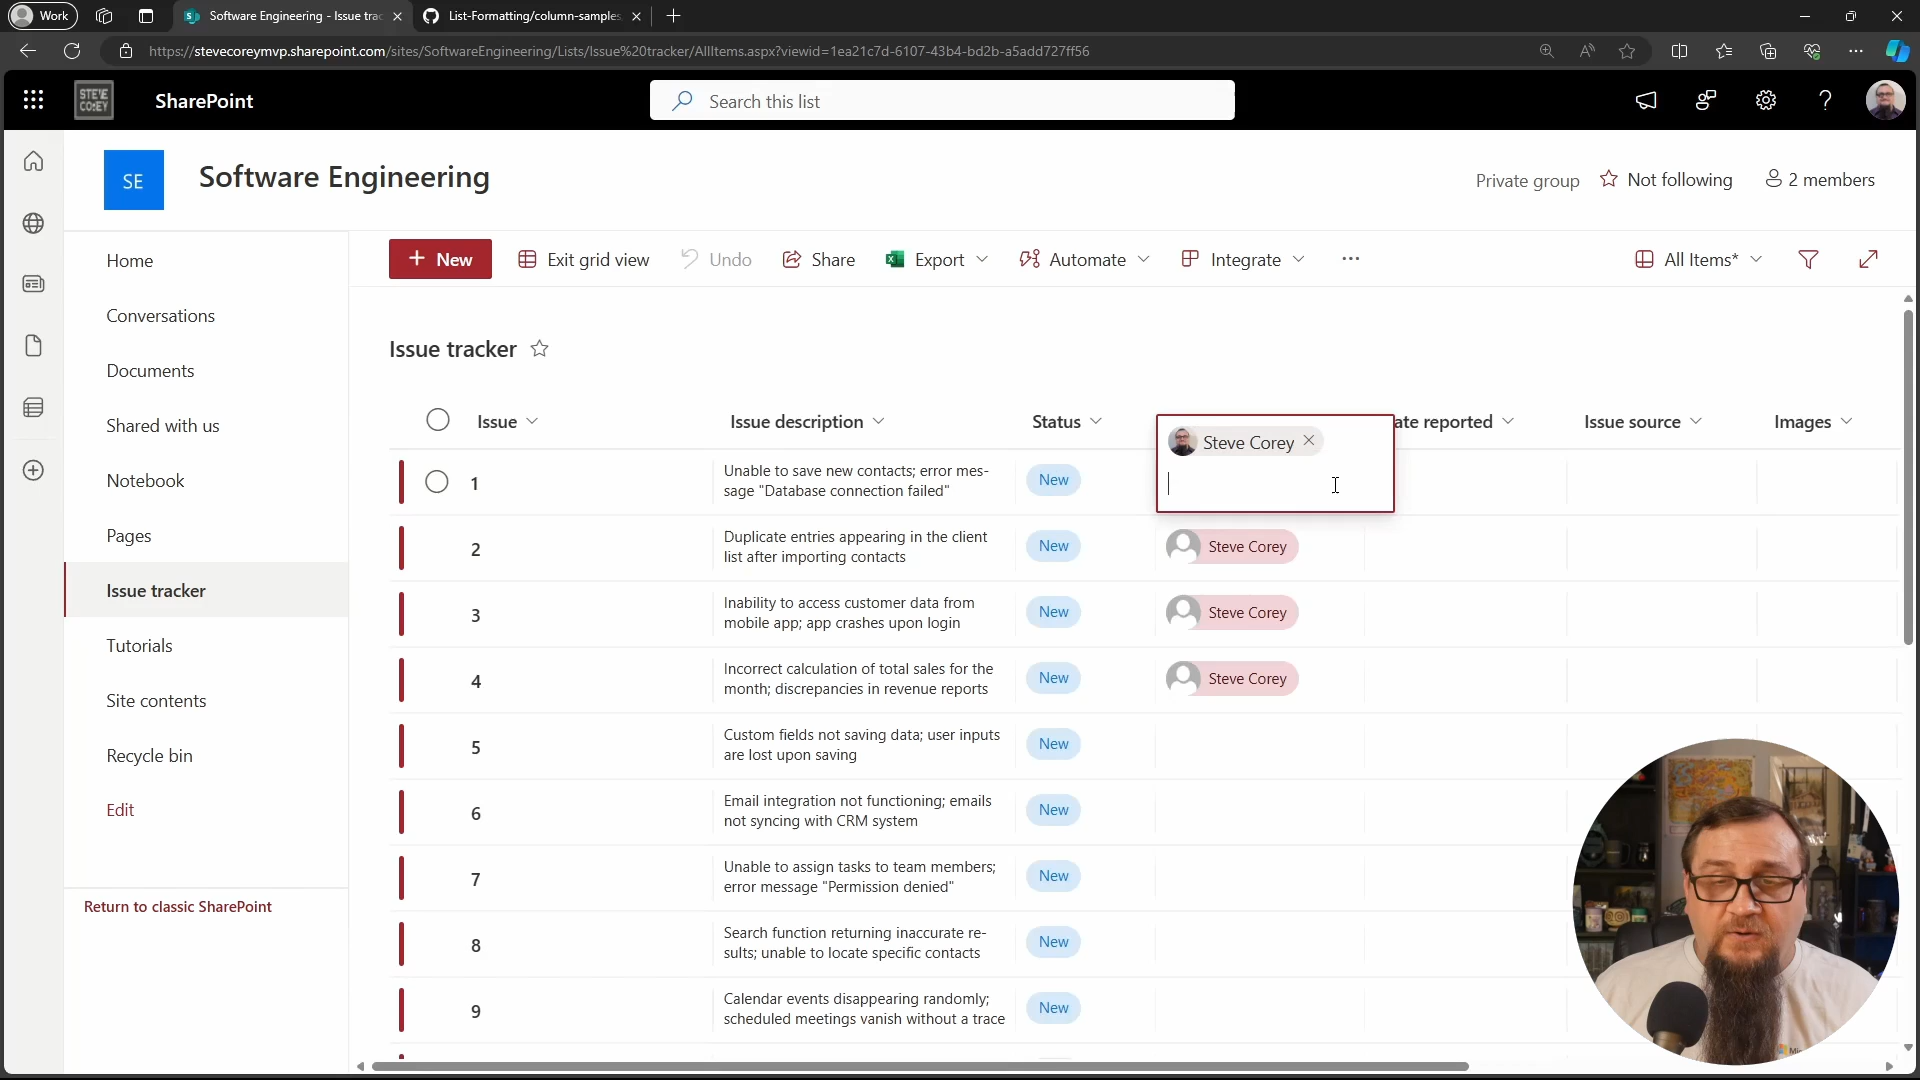 Work
Software Engineering - Issue trac
List-Formatting/column-samples
https://stevecoreymvp.sharepoint.com/sites/SoftwareEngineering/Lists/Issue%20tracker/AllItems.aspx?viewid=1ea21c7d-6107-43b4-bd2b-a5add727ff56
STEVE
COREY
SharePoint
Search this list
SE
Software Engineering
Private group
Not following
2 members
Home
Conversations
Documents
Shared with us
Notebook
Pages
Issue tracker
Tutorials
Site contents
Recycle bin
Edit
Return to classic SharePoint
New
Exit grid view
Undo
Share
Export
Automate
Integrate
All Items*
Issue tracker
Issue
Issue description
Status
ate reported
Issue source
Images
1
Unable to save new contacts; error mes-
sage "Database connection failed"
New
Steve Corey
2
Duplicate entries appearing in the client
list after importing contacts
New
Steve Corey
3
Inability to access customer data from
mobile app; app crashes upon login
New
Steve Corey
4
Incorrect calculation of total sales for the
month; discrepancies in revenue reports
New
Steve Corey
5
Custom fields not saving data; user inputs
are lost upon saving
New
6
Email integration not functioning; emails
not syncing with CRM system
New
7
Unable to assign tasks to team members;
error message "Permission denied"
New
8
Search function returning inaccurate re-
sults; unable to locate specific contacts
New
9
Calendar events disappearing randomly;
scheduled meetings vanish without a trace
New